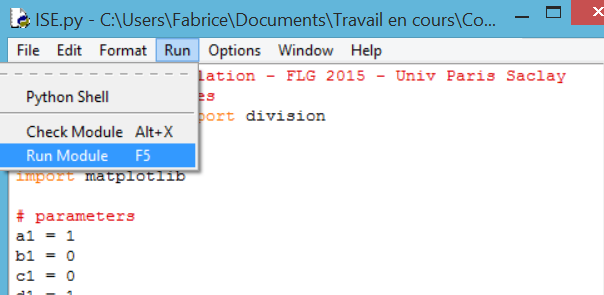 ISE.py - C:\Users\Fabrice\Documents\Travail en cours\Co...
File Edit Format Run Options Window Help
lation - FLG 2015 - Univ Paris Saclay
es
Python Shell
port division
Check Module Alt+X
Run Module F5
import matplotlib
# parameters
a1 = 1
b1 = 0
c1 = 0
d1 = 1